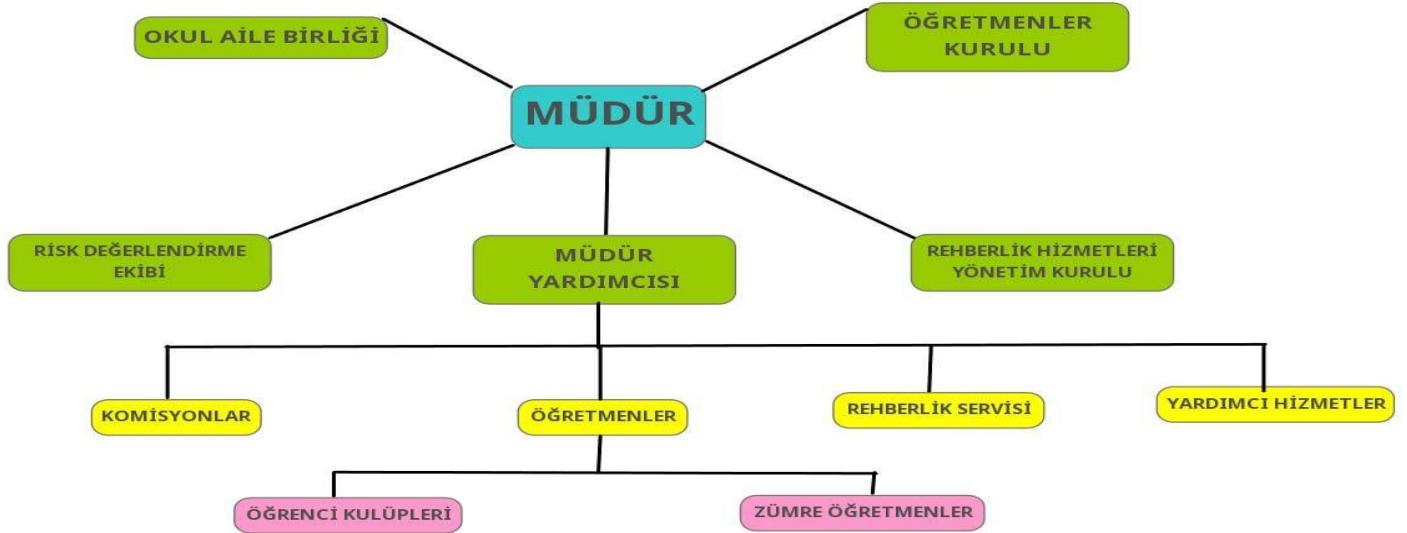 OKUL AİLE BİRLİĞİ
ÖĞRETMENLER
KURULU
MÜDÜR
RİSK DEĞERLENDİRME
EKİBİ
MÜDÜR
YARDIMCISI
REHBERLİK HİZMETLERİ
YÖNETİM KURULU
KOMİSYONLAR
ÖĞRETMENLER
REHBERLİK SERVİSİ
YARDIMCI HİZMETLER
ÖĞRENCİ KULÜPLERİ
ZÜMRE ÖĞRETMENLER